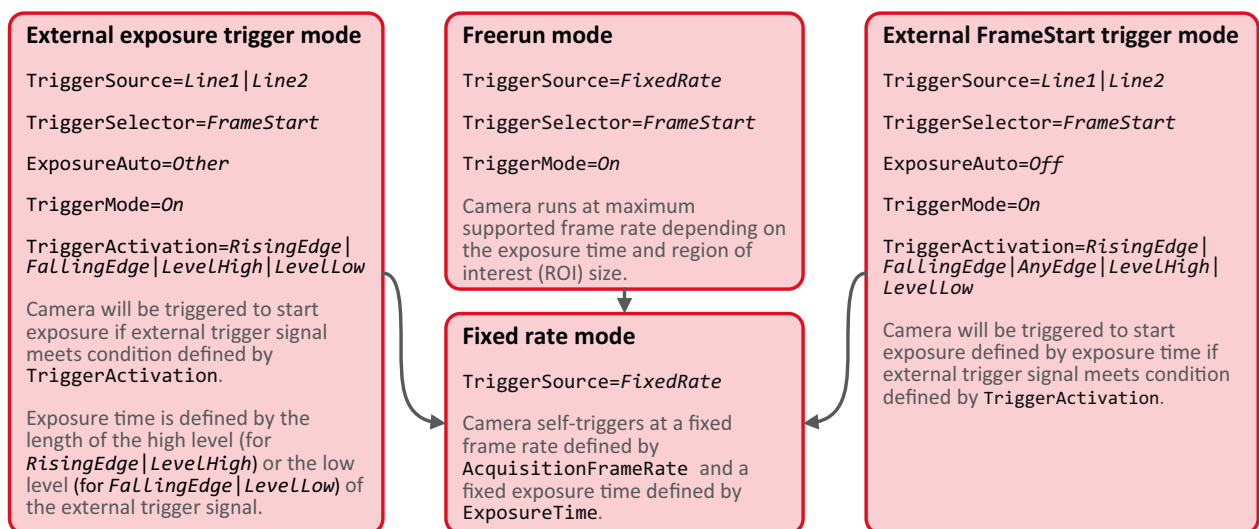 External exposure trigger mode
TriggerSource=Line1|Line2
TriggerSelector=FrameStart
ExposureAuto=Other
TriggerMode=On
TriggerActivation=RisingEdge|
FallingEdge|LevelHigh|LevelLow
Camera will be triggered to start
exposure if external trigger signal
meets condition defined by
TriggerActivation.
Exposure time is defined by the
length of the high level (for
RisingEdge|LevelHigh) or the low
level (for FallingEdge|LevelLow) of
the external trigger signal.
Freerun mode
TriggerSource=FixedRate
TriggerSelector=FrameStart
TriggerMode=On
Camera runs at maximum
supported frame rate depending on
the exposure time and region of
interest (ROI) size.
Fixed rate mode
TriggerSource=FixedRate
Camera self-triggers at a fixed
frame rate defined by
AcquisitionFrameRate and a
fixed exposure time defined by
ExposureTime.
External FrameStart trigger mode
TriggerSource=Line1|Line2
TriggerSelector=FrameStart
ExposureAuto=Off
TriggerMode=On
TriggerActivation=RisingEdge|
FallingEdge|AnyEdge|LevelHigh|
LevelLow
Camera will be triggered to start
exposure defined by exposure time if
external trigger signal meets condition
defined by TriggerActivation.